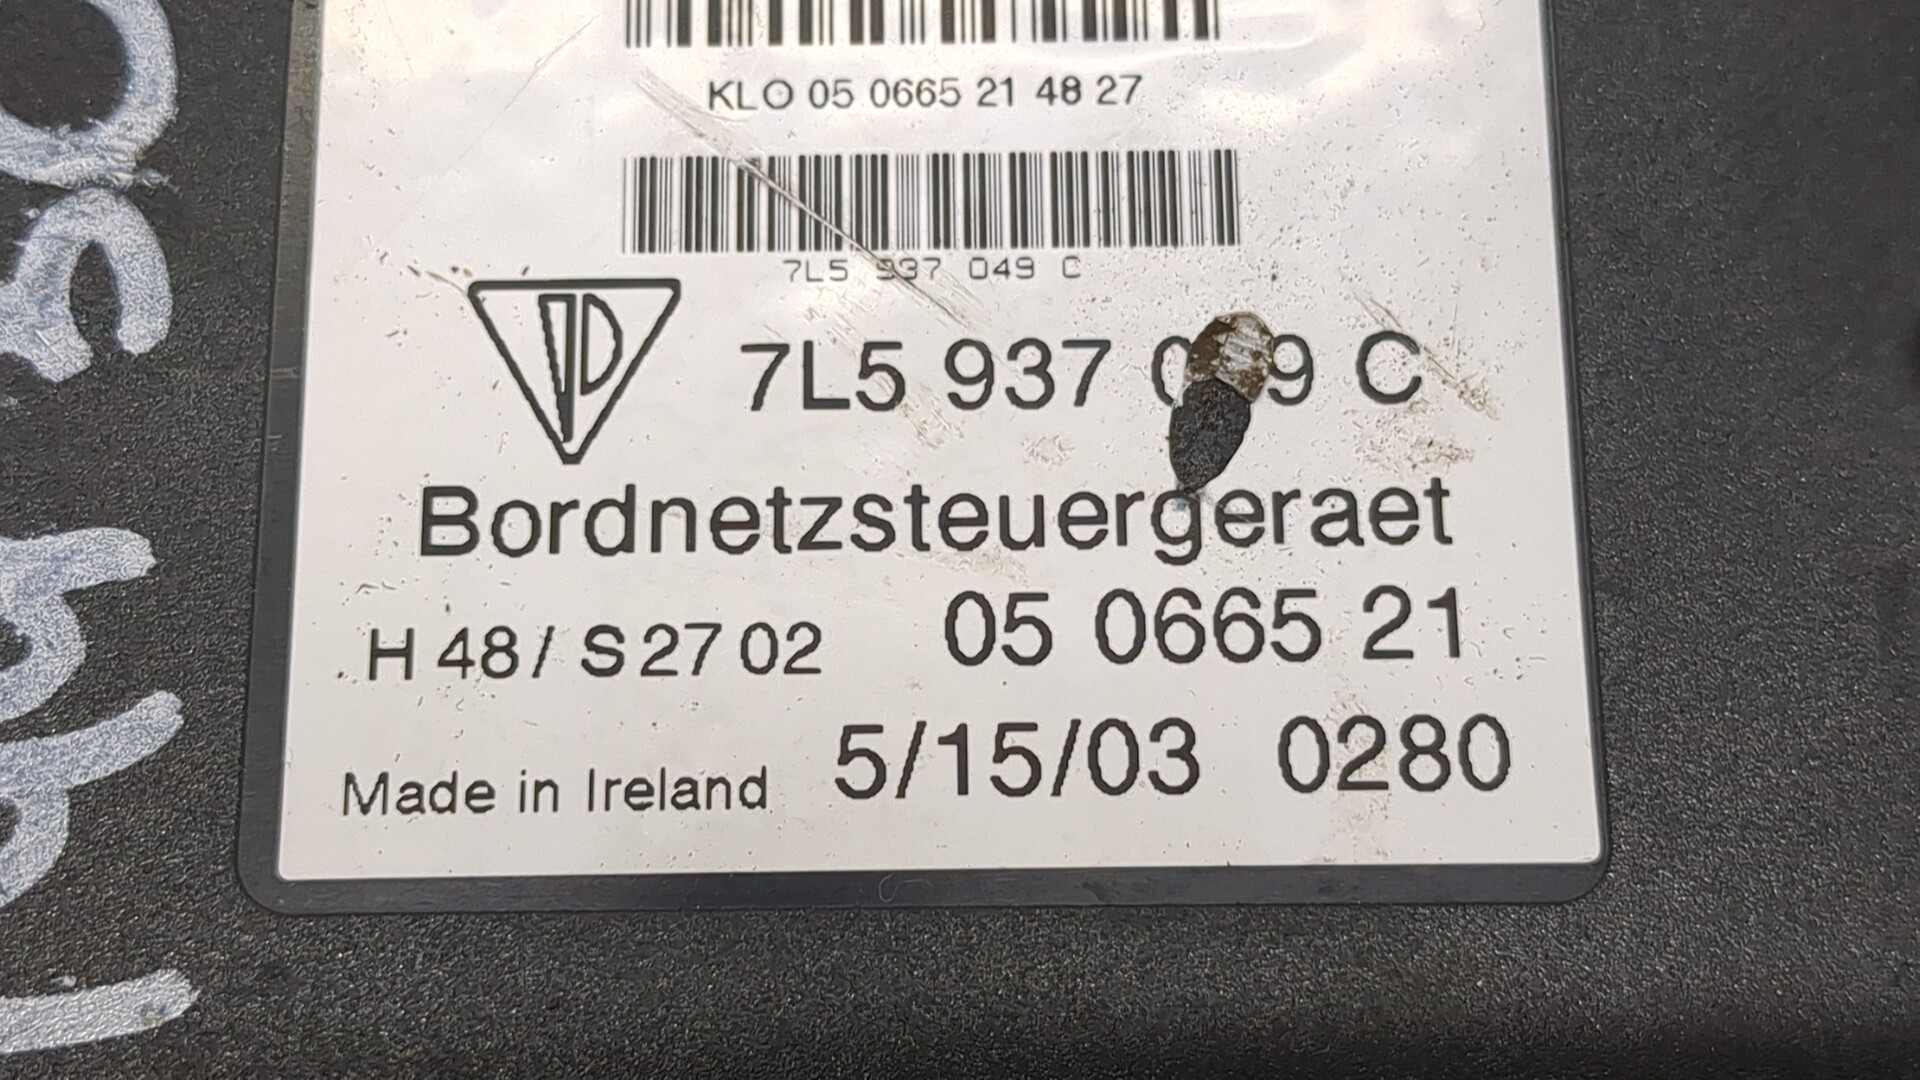 KLO 05 0665 21 48 27
7L5 937 049 C
7L5 937 049 C
Bordnetzsteuergeraet
H 48 / S 27 02 05 0665 21
Made in Ireland 5/15/03 0280